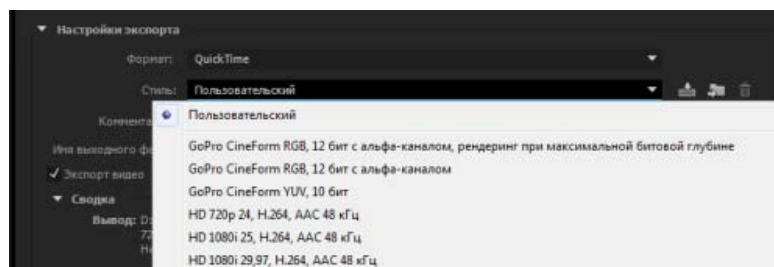 Настройки экспорта
Формат: QuickTime
Стиль: Пользовательский
Коммента
Пользовательский
Имя выходного фа
GoPro CineForm RGB, 12 бит с альфа-каналом, рендеринг при максимальной битовой глубине
Экспорт видео
GoPro CineForm RGB, 12 бит с альфа-каналом
GoPro CineForm YUV, 10 бит
Сводка
HD 720p 24, H.264, AAC 48 кГц
Вывод: D:
72
HD 1080i 25, H.264, AAC 48 кГц
Не
HD 1080i 29,97, H.264, AAC 48 кГц